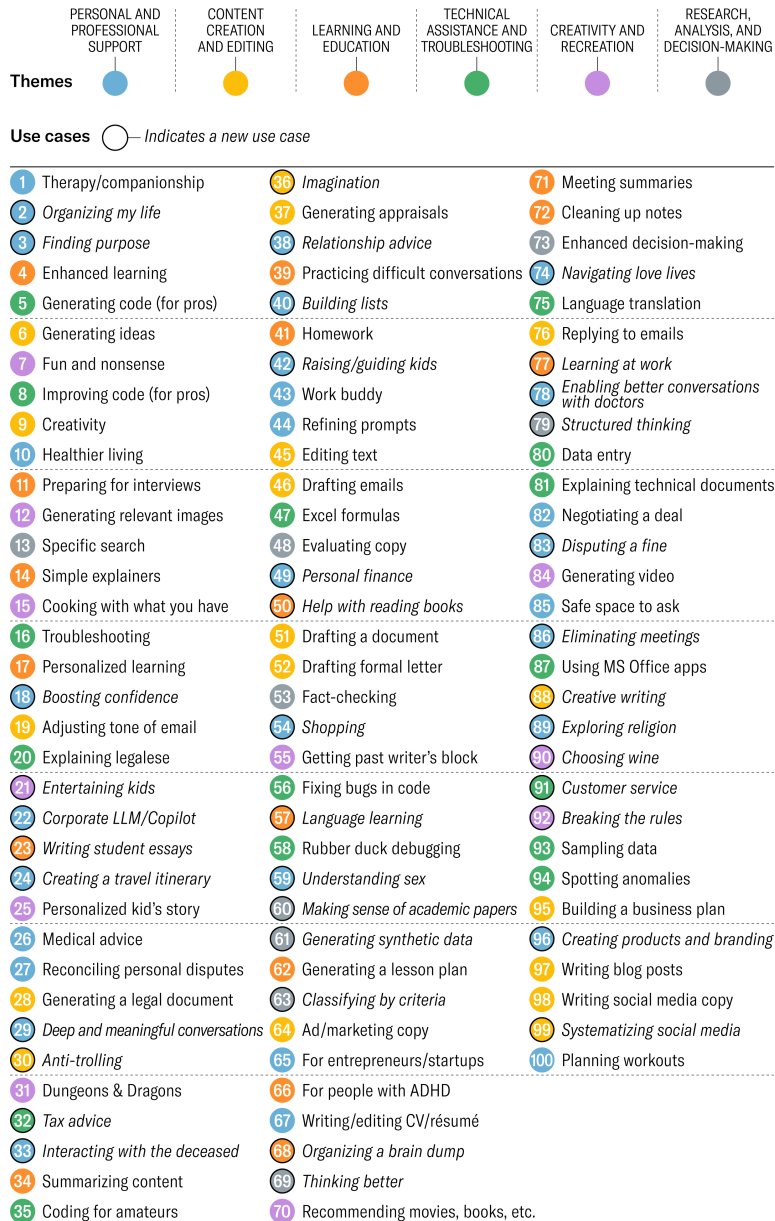 PERSONAL AND
PROFESSIONAL
SUPPORT
CONTENT
CREATION
AND EDITING
LEARNING AND
EDUCATION
TECHNICAL
ASSISTANCE AND
TROUBLESHOOTING
CREATIVITY AND
RECREATION
RESEARCH,
ANALYSIS, AND
DECISION-MAKING
Themes
Use cases
Indicates a new use case
1 Therapy/companionship
2 Organizing my life
3 Finding purpose
4 Enhanced learning
5 Generating code (for pros)
6 Generating ideas
7 Fun and nonsense
8 Improving code (for pros)
9 Creativity
10 Healthier living
11 Preparing for interviews
12 Generating relevant images
13 Specific search
14 Simple explainers
15 Cooking with what you have
16 Troubleshooting
17 Personalized learning
18 Boosting confidence
19 Adjusting tone of email
20 Explaining legalese
21 Entertaining kids
22 Corporate LLM/Copilot
23 Writing student essays
24 Creating a travel itinerary
25 Personalized kid's story
26 Medical advice
27 Reconciling personal disputes
28 Generating a legal document
29 Deep and meaningful conversations
30 Anti-trolling
31 Dungeons & Dragons
32 Tax advice
33 Interacting with the deceased
34 Summarizing content
35 Coding for amateurs
36 Imagination
37 Generating appraisals
38 Relationship advice
39 Practicing difficult conversations
40 Building lists
41 Homework
42 Raising/guiding kids
43 Work buddy
44 Refining prompts
45 Editing text
46 Drafting emails
47 Excel formulas
48 Evaluating copy
49 Personal finance
50 Help with reading books
51 Drafting a document
52 Drafting formal letter
53 Fact-checking
54 Shopping
55 Getting past writer's block
56 Fixing bugs in code
57 Language learning
58 Rubber duck debugging
59 Understanding sex
60 Making sense of academic papers
61 Generating synthetic data
62 Generating a lesson plan
63 Classifying by criteria
64 Ad/marketing copy
65 For entrepreneurs/startups
66 For people with ADHD
67 Writing/editing CV/résumé
68 Organizing a brain dump
69 Thinking better
70 Recommending movies, books, etc.
71 Meeting summaries
72 Cleaning up notes
73 Enhanced decision-making
74 Navigating love lives
75 Language translation
76 Replying to emails
77 Learning at work
78 Enabling better conversations
with doctors
79 Structured thinking
80 Data entry
81 Explaining technical documents
82 Negotiating a deal
83 Disputing a fine
84 Generating video
85 Safe space to ask
86 Eliminating meetings
87 Using MS Office apps
88 Creative writing
89 Exploring religion
90 Choosing wine
91 Customer service
92 Breaking the rules
93 Sampling data
94 Spotting anomalies
95 Building a business plan
96 Creating products and branding
97 Writing blog posts
98 Writing social media copy
99 Systematizing social media
100 Planning workouts